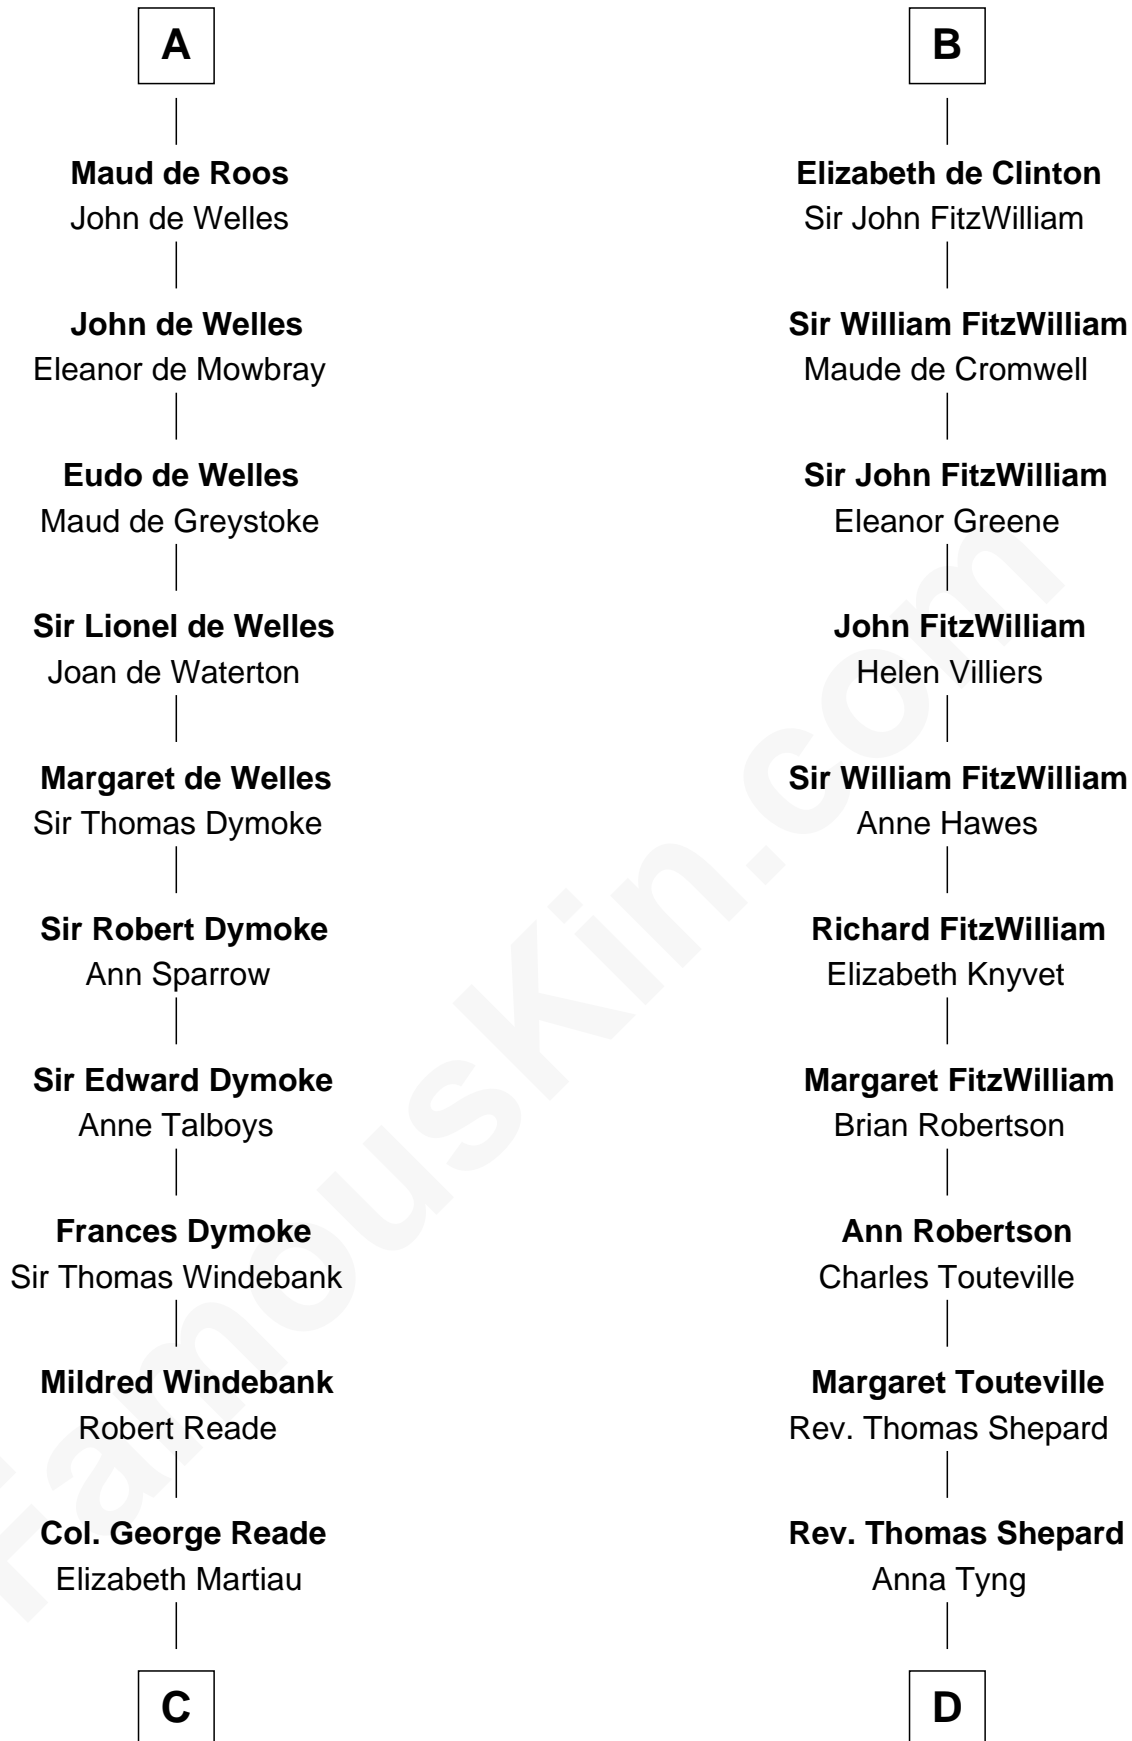 A
Maud de Roos
John de Welles
John de Welles
Eleanor de Mowbray
Eudo de Welles
Maud de Greystoke
Sir Lionel de Welles
Joan de Waterton
Margaret de Welles
Sir Thomas Dymoke
Sir Robert Dymoke
Ann Sparrow
Sir Edward Dymoke
Anne Talboys
Frances Dymoke
Sir Thomas Windebank
Mildred Windebank
Robert Reade
Col. George Reade
Elizabeth Martiau
C
B
Elizabeth de Clinton
Sir John FitzWilliam
Sir William FitzWilliam
Maude de Cromwell
Sir John FitzWilliam
Eleanor Greene
John FitzWilliam
Helen Villiers
Sir William FitzWilliam
Anne Hawes
Richard FitzWilliam
Elizabeth Knyvet
Margaret FitzWilliam
Brian Robertson
Ann Robertson
Charles Touteville
Margaret Touteville
Rev. Thomas Shepard
Rev. Thomas Shepard
Anna Tyng
D
FamousKin.com